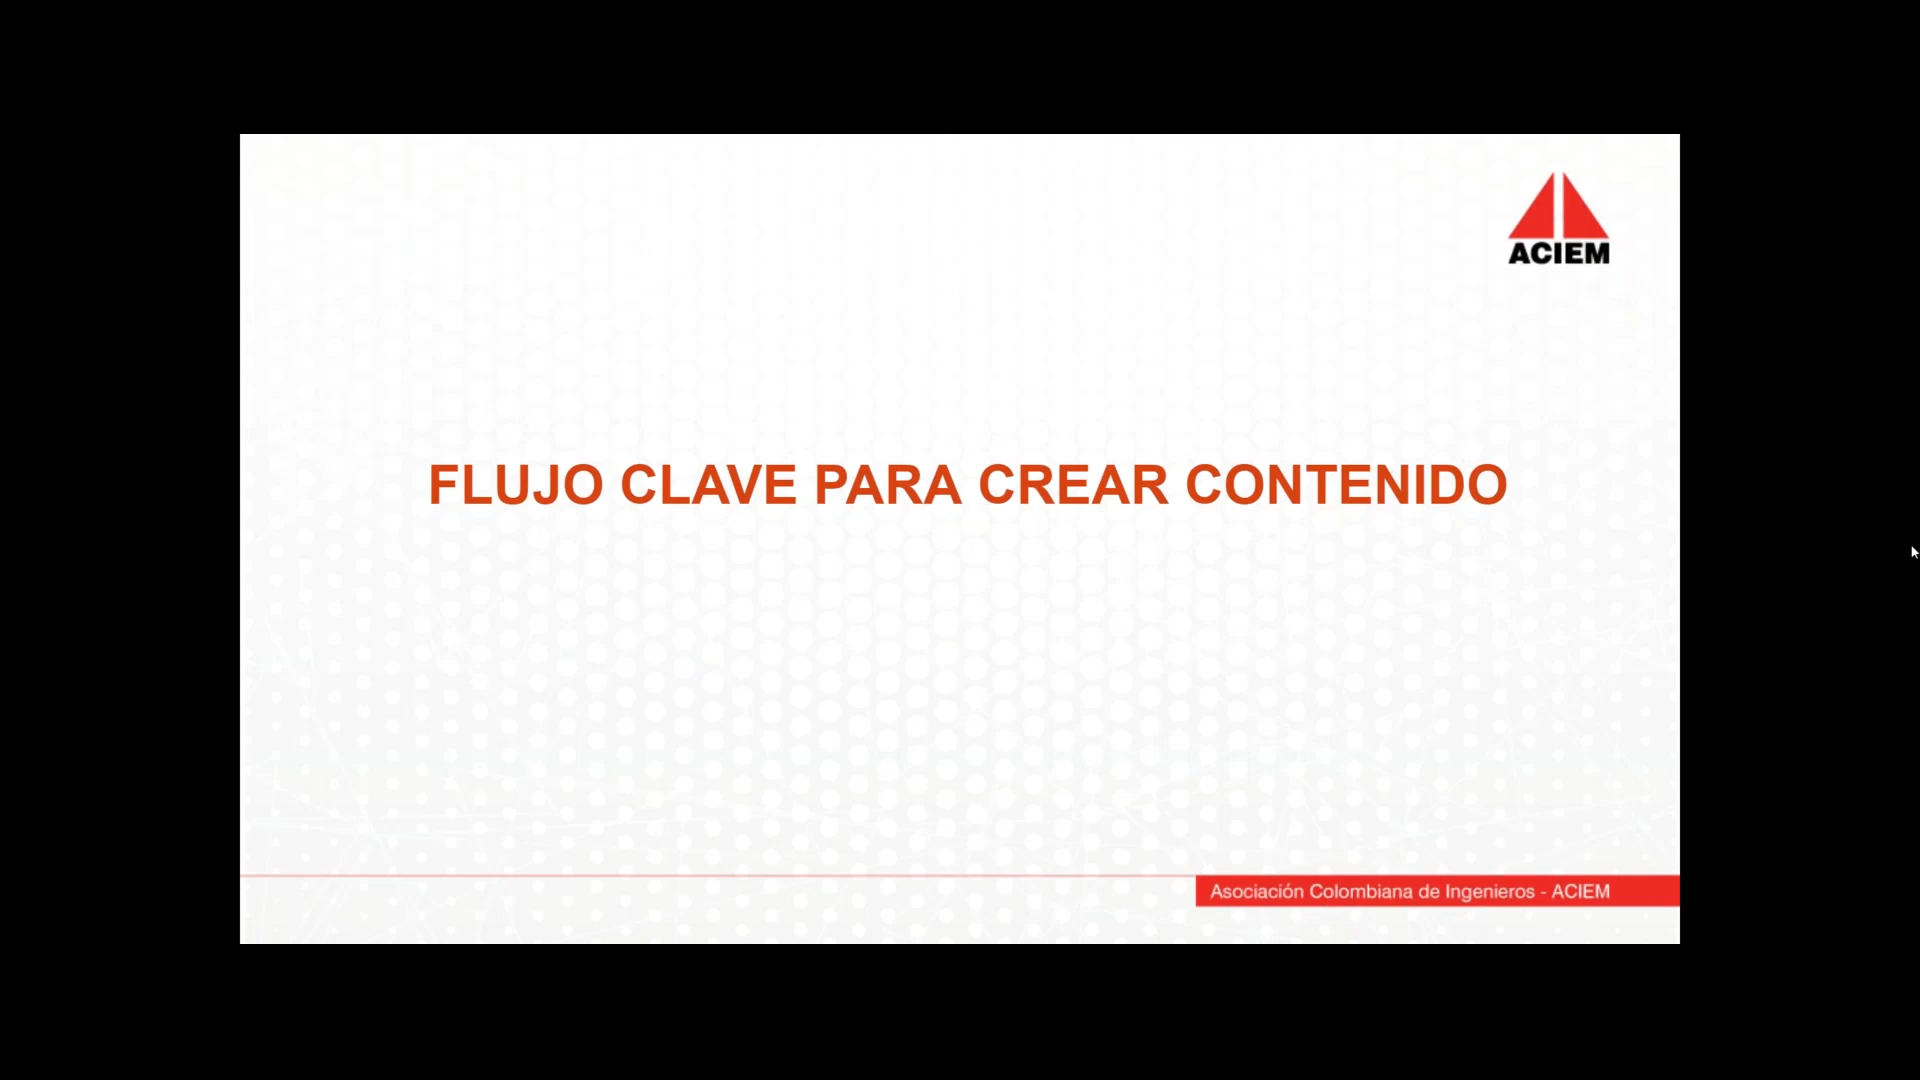 ACIEM
FLUJO CLAVE PARA CREAR CONTENIDO
Asociación Colombiana de Ingenieros - ACIEM